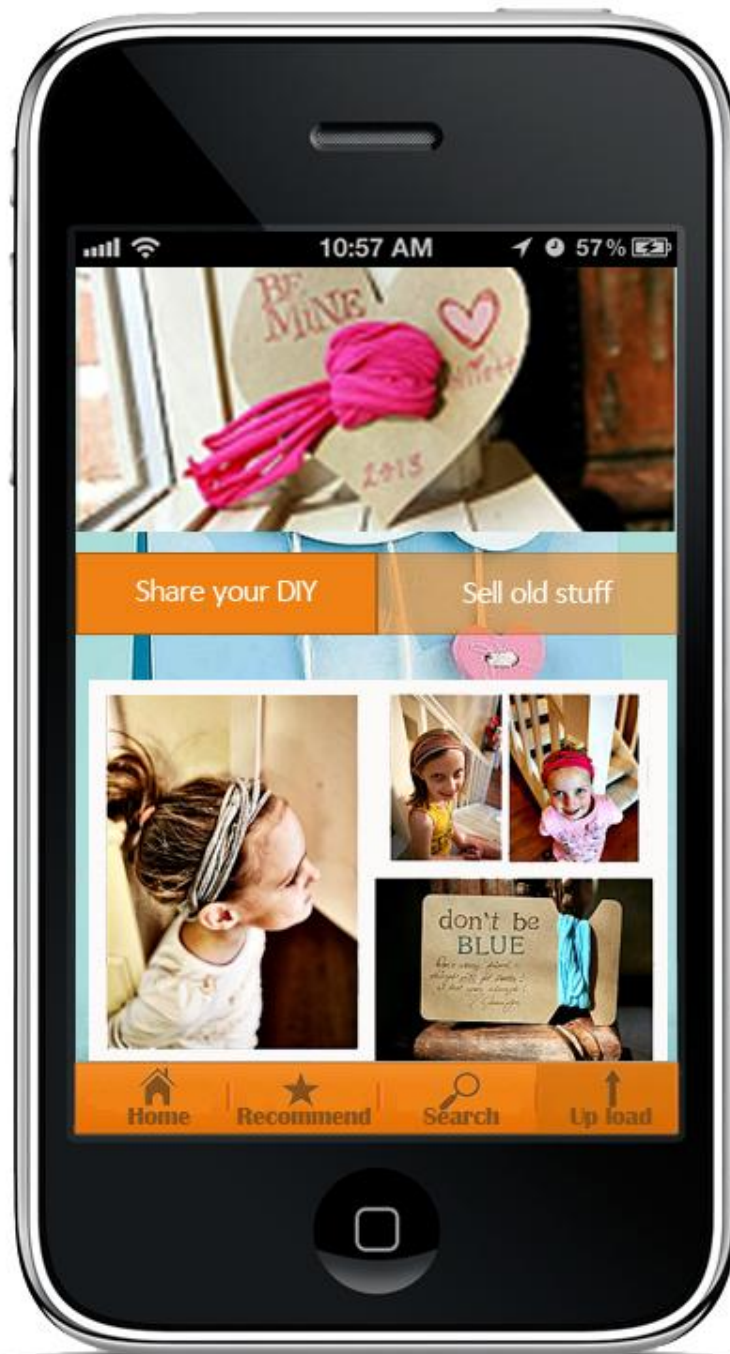 10:57 AM
57%
BE
MINE
2013
Share your DIY
Sell old stuff
don't be
BLUE
Home
Recommend
Search
Up load